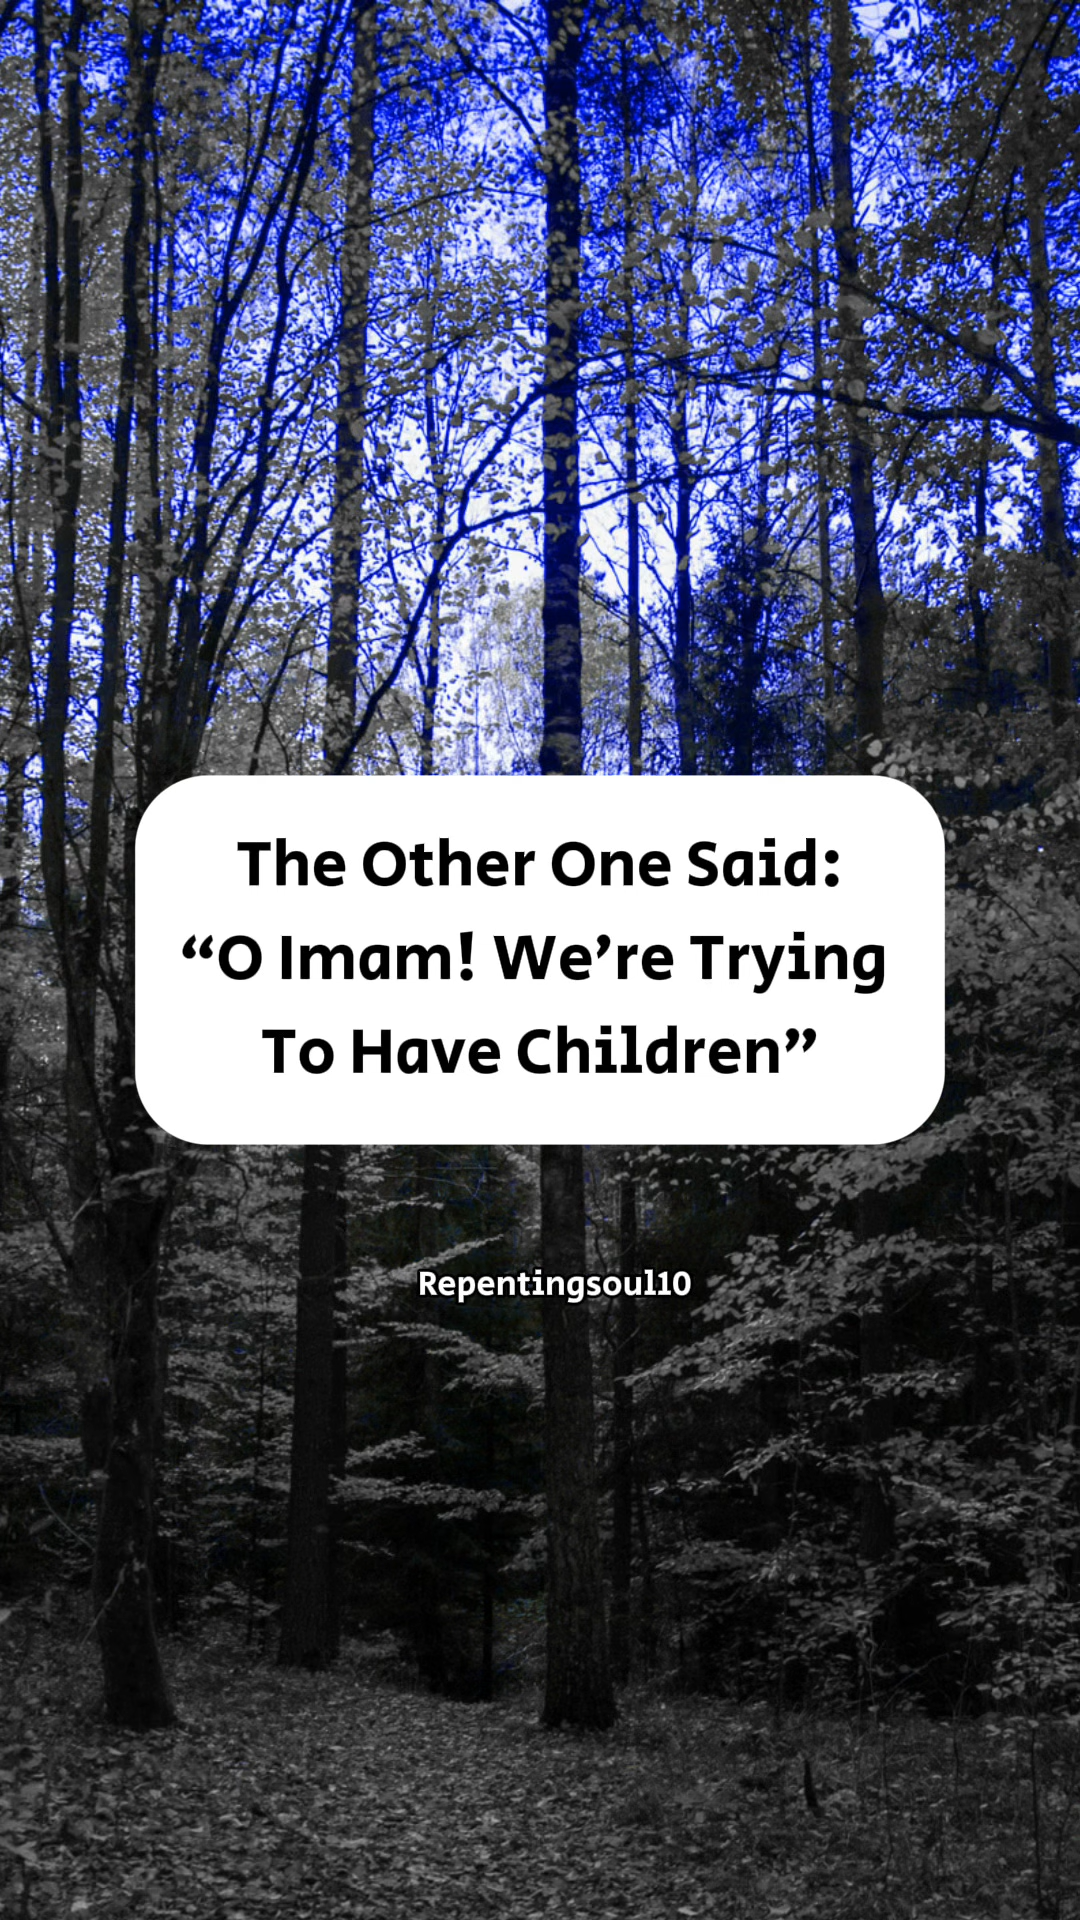 The Other One Said:
“O Imam! We’re Trying
To Have Children”
Repentingsoul10